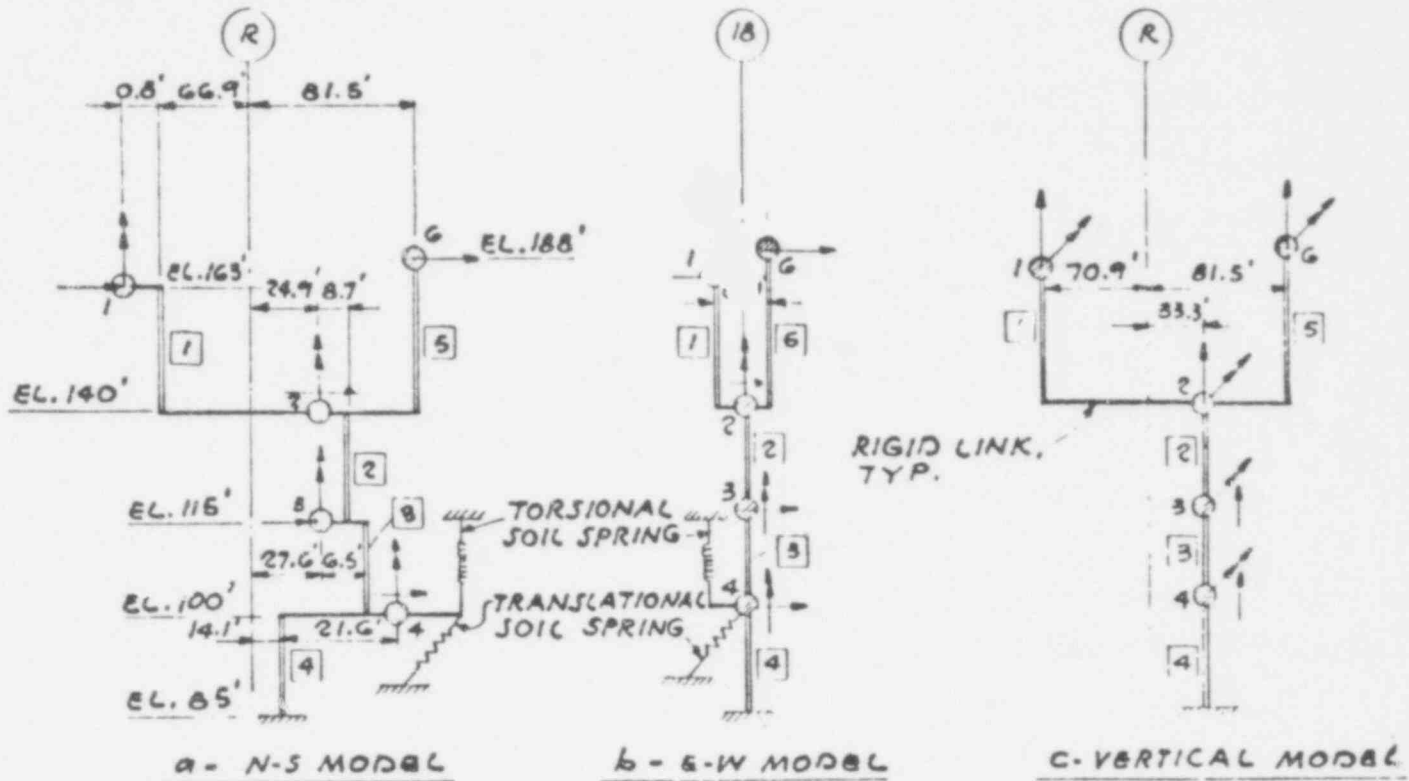 R
18
R
0.8' 66.9' 81.5'
6
EL.188'
EL.163'
1
24.9' 8.7'
1
5
EL.140'
2
2
EL.115'
3
27.6' 6.5'
EL.100'
14.1' 21.6' 4
4
EL.85'
TORSIONAL
SOIL SPRING
TRANSLATIONAL
SOIL SPRING
1
6
1
6
2
2
3
3
4
4
1 70.9' 81.5' 6
33.3'
5
2
RIGID LINK,
TYP.
2
3
3
4
4
a - N-S MODEL
b - E-W MODEL
C-VERTICAL MODEL